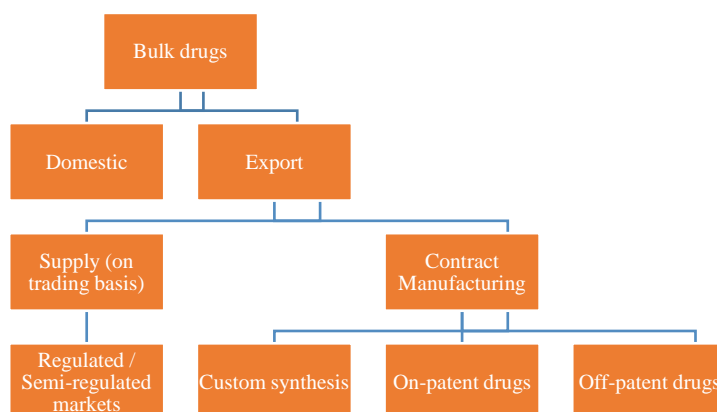 Bulk drugs
Domestic
Export
Supply (on
trading basis)
Contract
Manufacturing
Regulated /
Semi-regulated
markets
Custom synthesis
On-patent drugs
Off-patent drugs